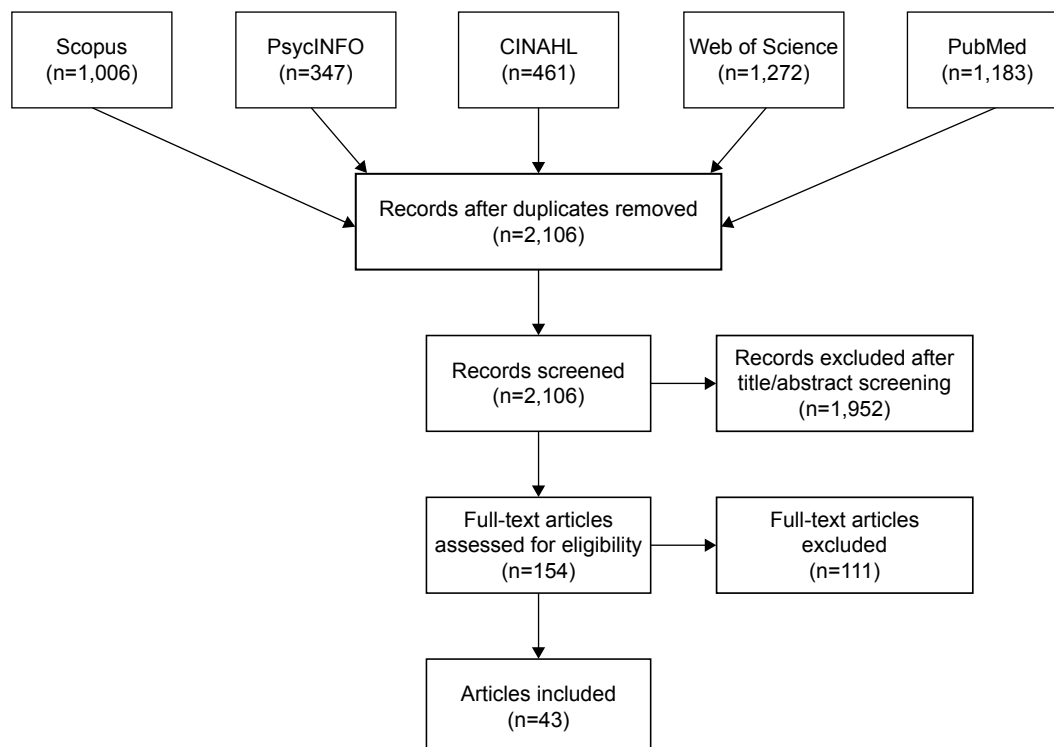 Scopus
(n=1,006)
PsycINFO
(n=347)
CINAHL
(n=461)
Web of Science
(n=1,272)
PubMed
(n=1,183)
Records after duplicates removed
(n=2,106)
Records screened
(n=2,106)
Records excluded after
title/abstract screening
(n=1,952)
Full-text articles
assessed for eligibility
(n=154)
Full-text articles
excluded
(n=111)
Articles included
(n=43)